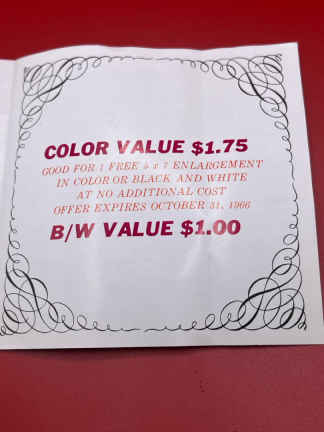 COLOR VALUE $1.75
GOOD FOR 1 FREE 5 x 7 ENLARGEMENT
IN COLOR OR BLACK AND WHITE
AT NO ADDITIONAL COST
OFFER EXPIRES OCTOBER 31, 1966
B/W VALUE $1.00